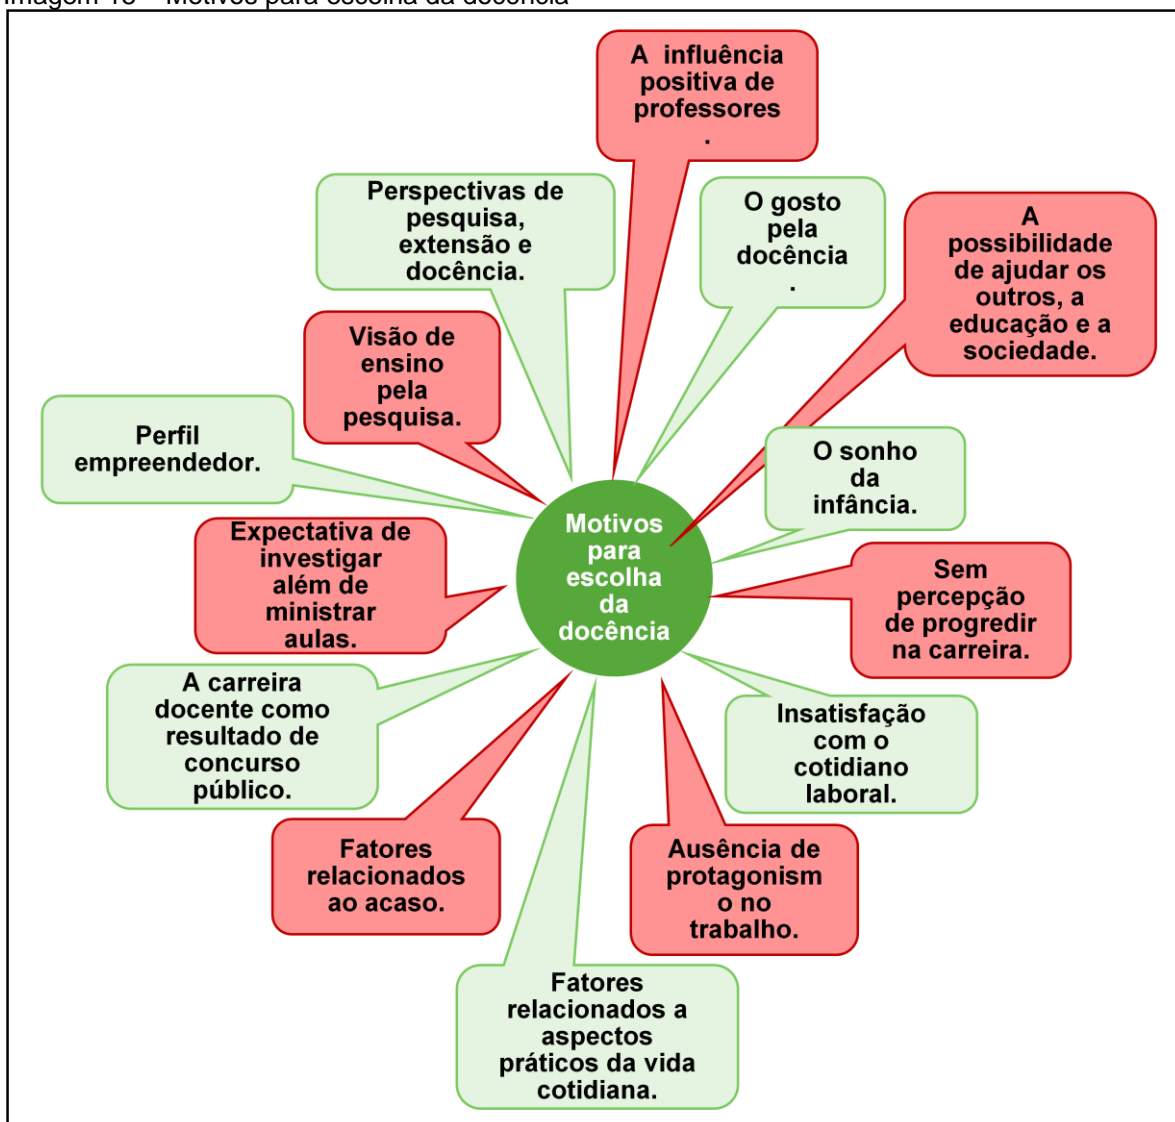 A influência
positiva de
professores
.
Perspectivas de
pesquisa,
extensão e
docência.
O gosto
pela
docência
.
A
possibilidade
de ajudar os
outros, a
educação e a
sociedade.
Visão de
ensino
pela
pesquisa.
Perfil
empreendedor.
O sonho
da
infância.
Motivos
para
escolha
da
docência
Expectativa de
investigar
além de
ministrar
aulas.
Sem
percepção
de progredir
na carreira.
A carreira
docente como
resultado de
concurso
público.
Insatisfação
com o
cotidiano
laboral.
Fatores
relacionados
ao acaso.
Ausência de
protagonism
o no
trabalho.
Fatores
relacionados a
aspectos
práticos da vida
cotidiana.